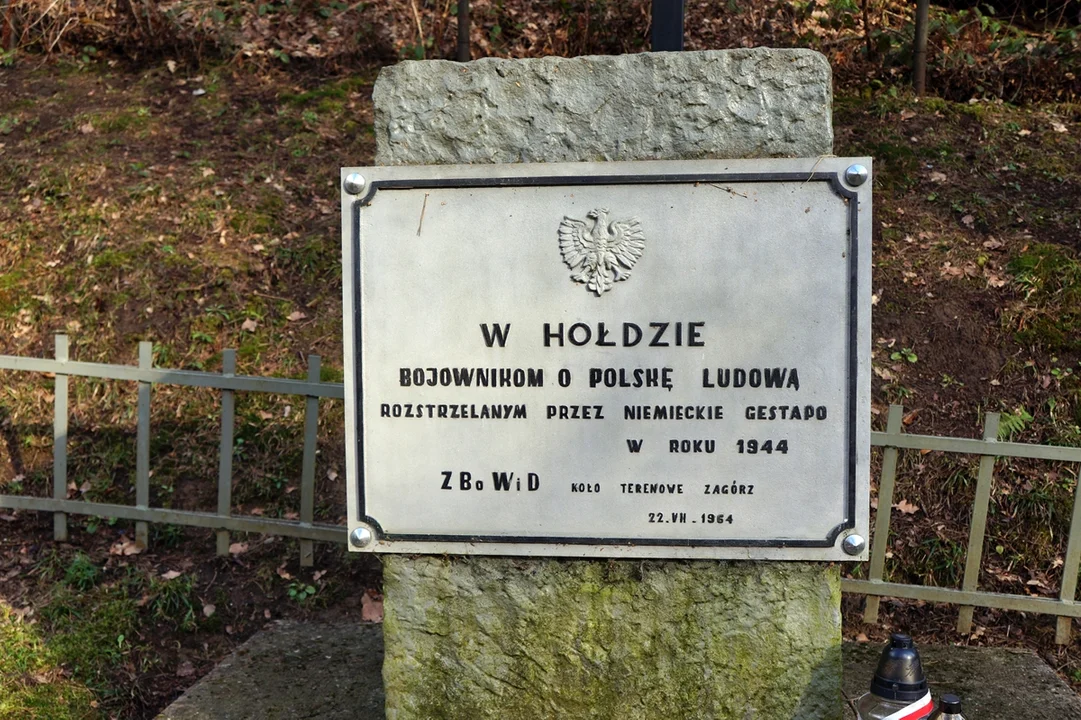 W HOŁDZIE
BOJOWNIKOM O POLSKĘ LUDOWĄ
ROZSTRZELANYM PRZEZ NIEMIECKIE GESTAPO
W ROKU 1944
ZBoWiD KOŁO TERENOWE ZAGÓRZ
22.VII.1964